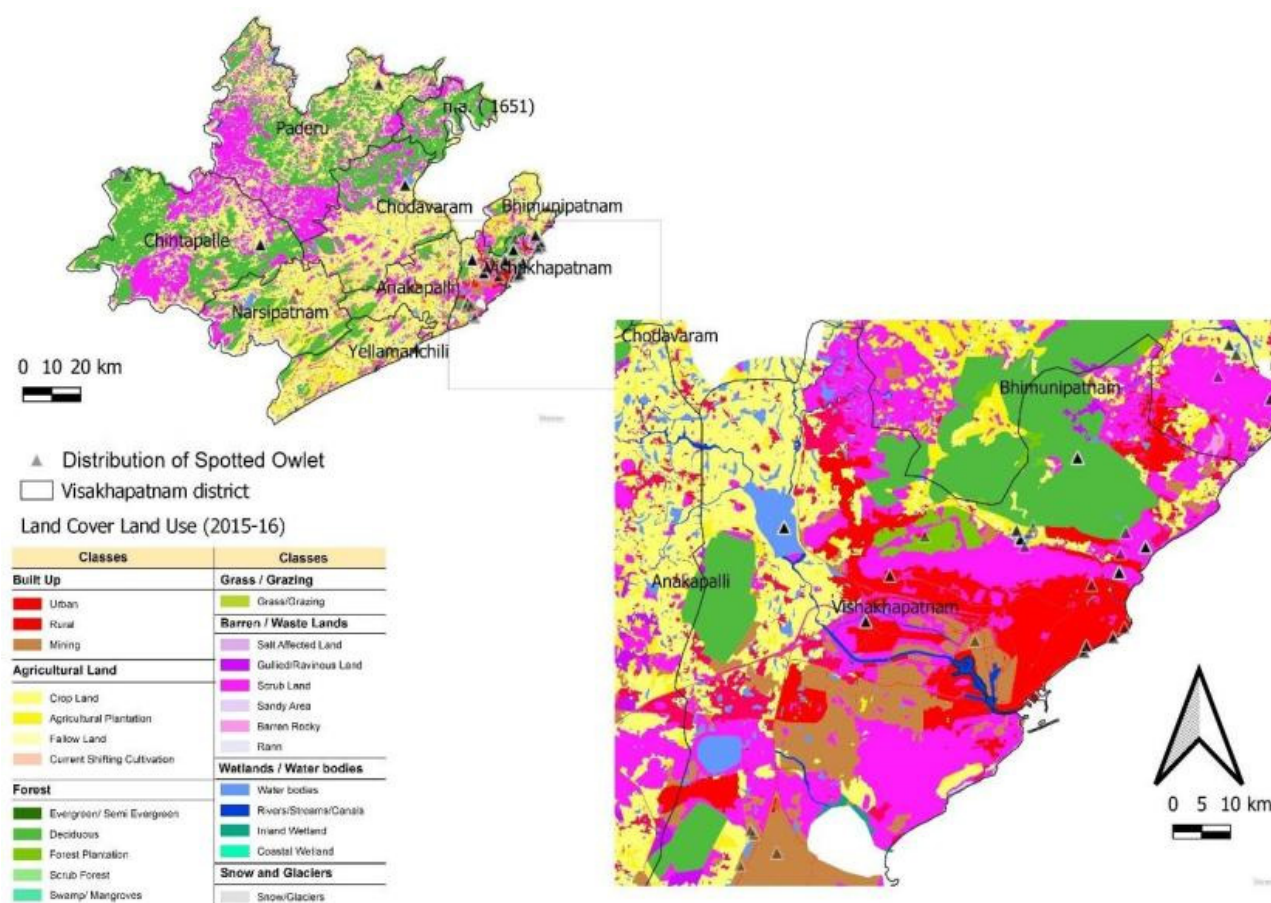 n.a. ( 1651)
Paderu
Chodavaram
Bhimunipatnam
Chintapalle
Vishakhapatnam
Anakapalli
Narsipatnam
Yellamanchili
0 10 20 km
Chodavaram
Bhimunipatnam
Anakapalli
Vishakhapatnam
0 5 10 km
Distribution of Spotted Owlet
Visakhapatnam district
Land Cover Land Use (2015-16)
Classes
Built Up
Urban
Rural
Mining
Agricultural Land
Crop Land
Agricultural Plantation
Fallow Land
Current Shifting Cultivation
Forest
Evergreen/ Semi Evergreen
Deciduous
Forest Plantation
Scrub Forest
Swamp/ Mangroves
Classes
Grass / Grazing
Grass/Grazing
Barren / Waste Lands
Salt Affected Land
Gullied/Ravinous Land
Scrub Land
Sandy Area
Barren Rocky
Rann
Wetlands / Water bodies
Water bodies
Rivers/Streams/Canals
Inland Wetland
Coastal Wetland
Snow and Glaciers
Snow/Glaciers